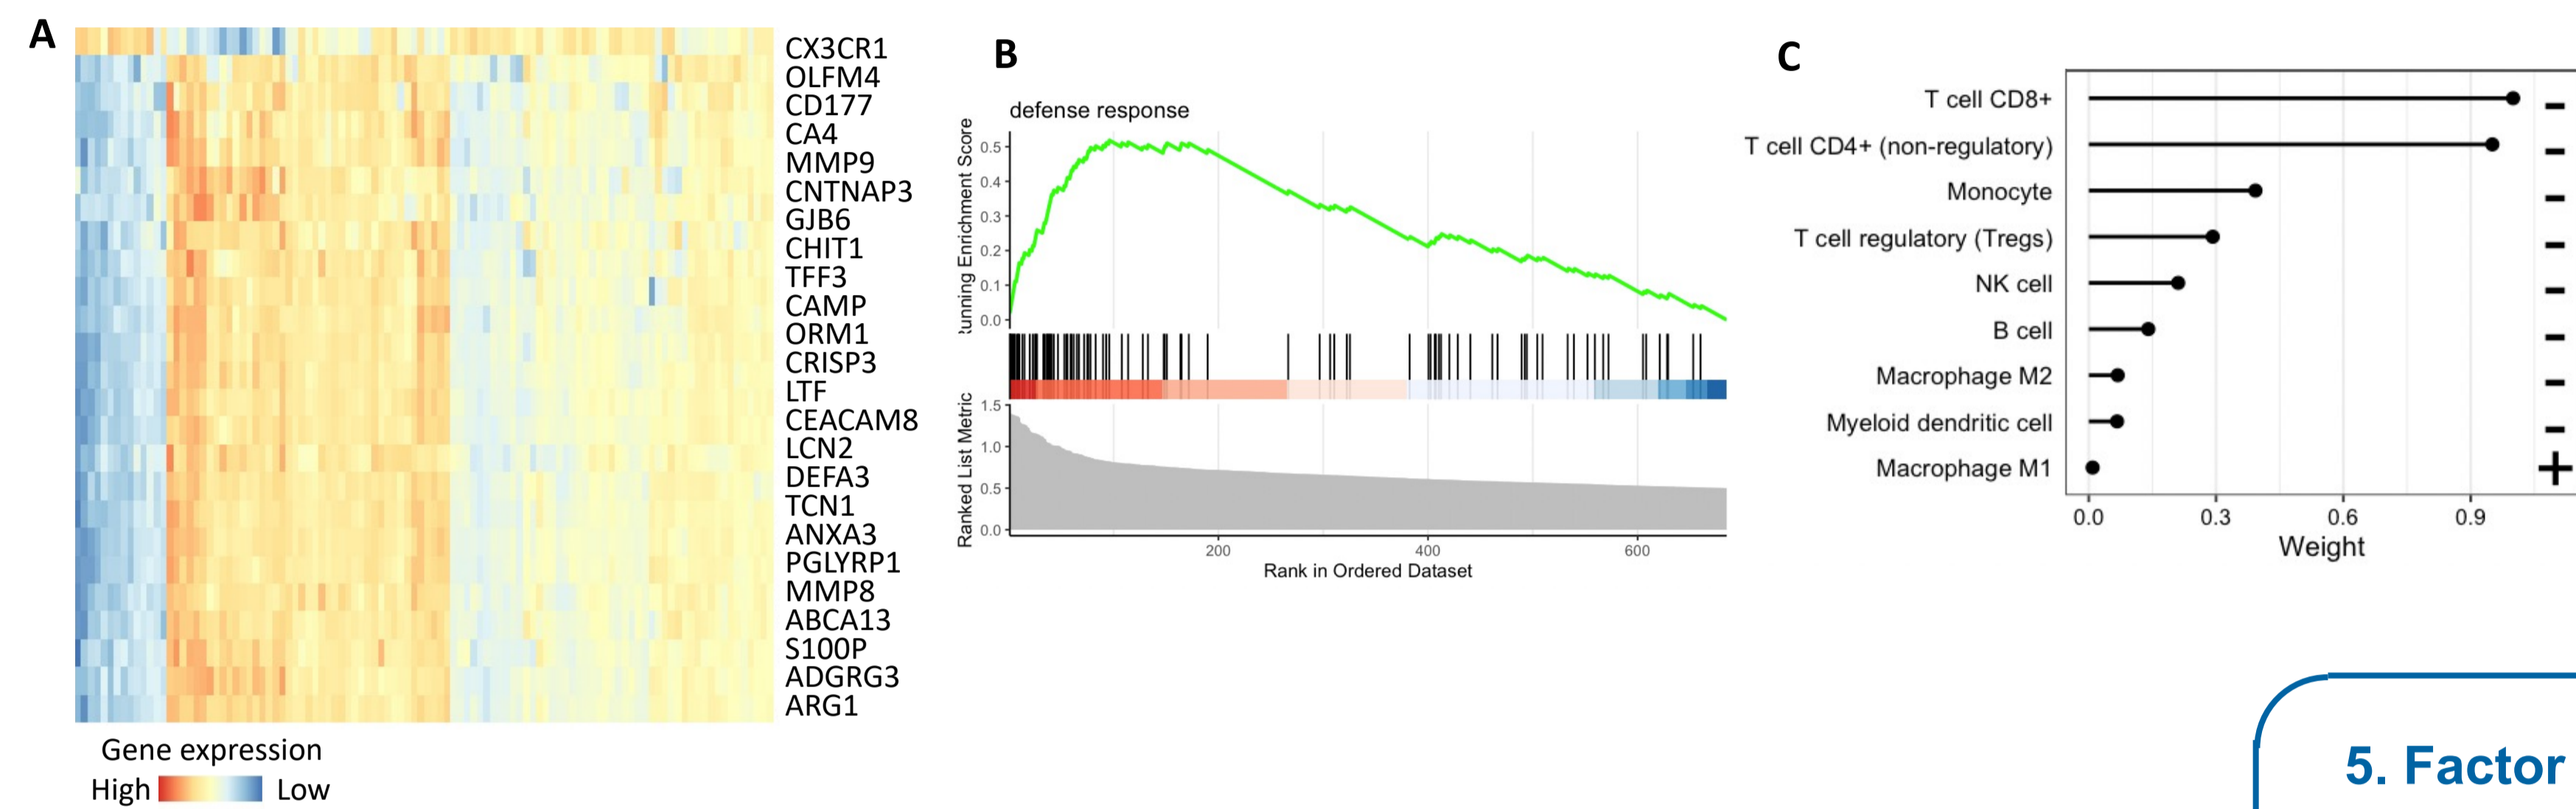 A
CX3CR1
OLFM4
CD177
CA4
MMP9
CNTNAP3
GJB6
CHIT1
TFF3
CAMP
ORM1
CRISP3
LTF
CEACAM8
LCN2
DEFA3
TCN1
ANXA3
PGLYRP1
MMP8
ABCA13
S100P
ADGRG3
ARG1
Gene expression
High Low
B
defense response
Running Enrichment Score
0.5
0.4
0.3
0.2
0.1
0.0
Ranked List Metric
1.5
1.0
0.5
0.0
200 400 600
Rank in Ordered Dataset
C
T cell CD8+ -
T cell CD4+ (non-regulatory) -
Monocyte -
T cell regulatory (Tregs) -
NK cell -
B cell -
Macrophage M2 -
Myeloid dendritic cell -
Macrophage M1 +
0.0 0.3 0.6 0.9
Weight
5. Factor